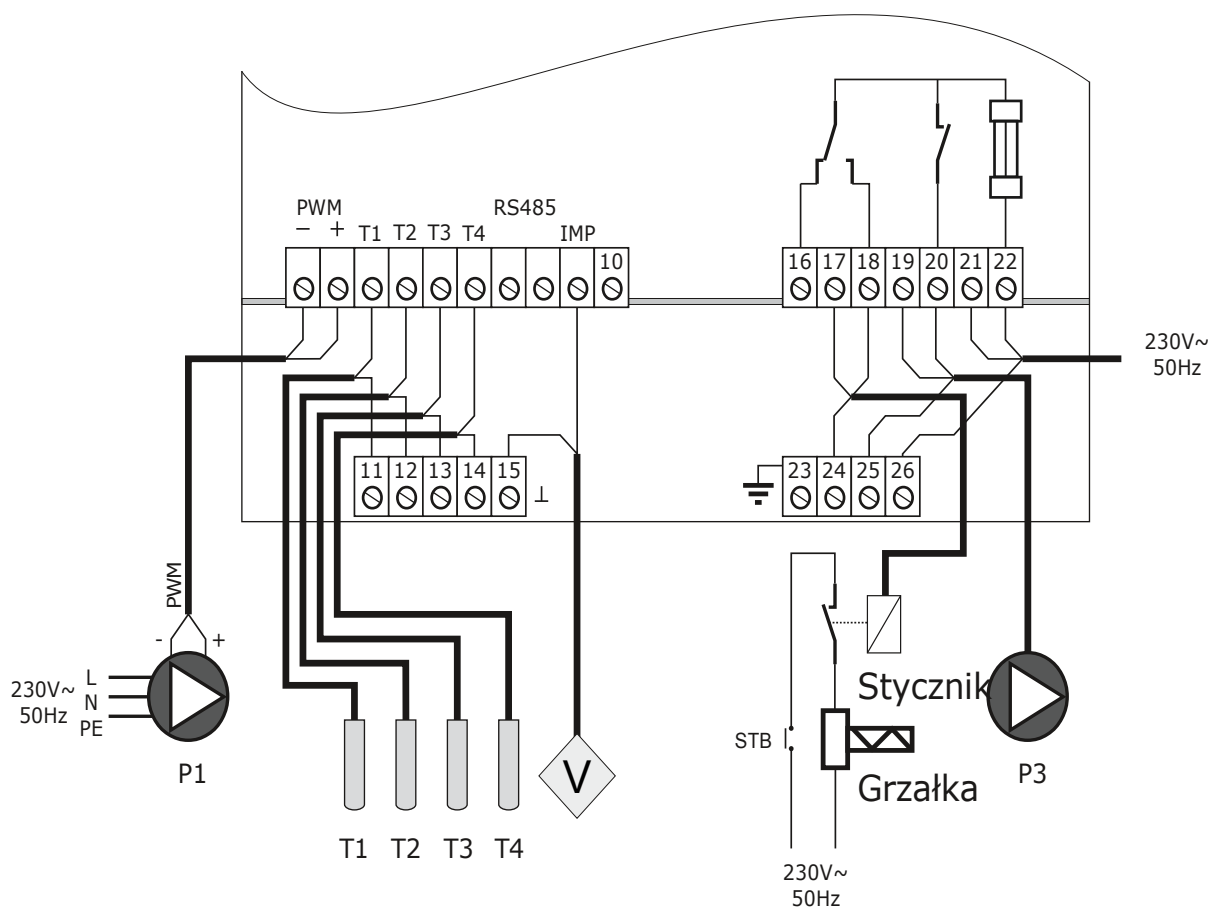 PWM
RS485
− +
T1 T2 T3 T4
IMP
10
16 17 18 19 20 21 22
230V~
50Hz
11 12 13 14 15
⊥
23 24 25 26
PWM
- +
230V~
50Hz
L
N
PE
P1
T1 T2 T3 T4
V
STB
Stycznik
Grzałka
230V~
50Hz
P3